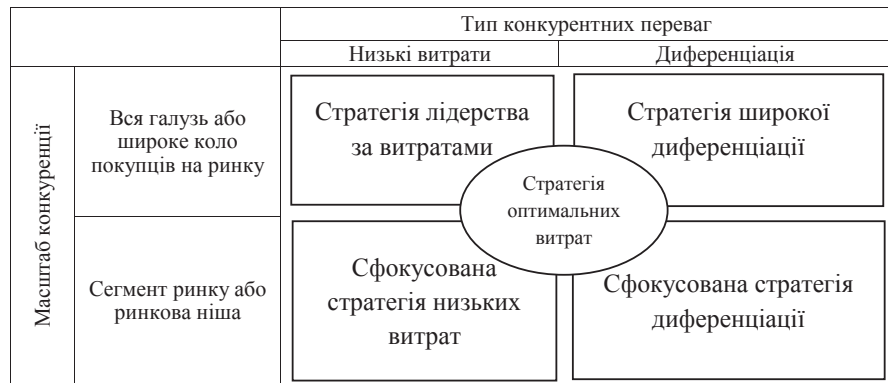 Тип конкурентних переваг
Низькі витрати
Диференціація
Масштаб конкуренції
Вся галузь або
широке коло
покупців на ринку
Стратегія лідерства
за витратами
Стратегія широкої
диференціації
Стратегія
оптимальних
витрат
Сегмент ринку або
ринкова ніша
Сфокусована
стратегія низьких
витрат
Сфокусована стратегія
диференціації